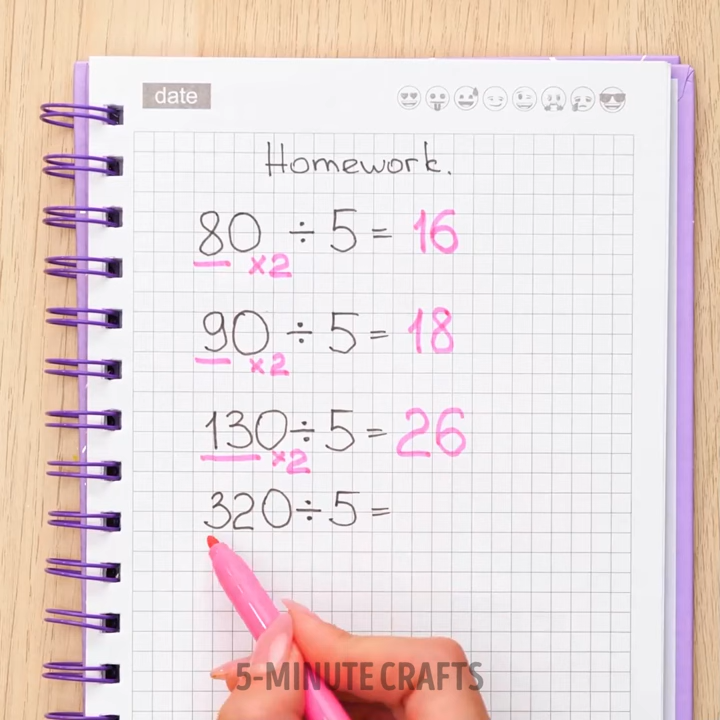 date
Homework.
80 ÷ 5 = 16
×2
90 ÷ 5 = 18
×2
130 ÷ 5 = 26
×2
320 ÷ 5 =
5-MINUTE CRAFTS